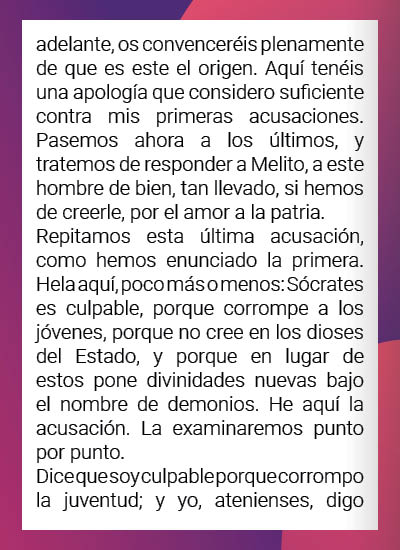 adelante, os convenceréis plenamente
de que es este el origen. Aquí tenéis
una apología que considero suficiente
contra mis primeras acusaciones.
Pasemos ahora a los últimos, y
tratemos de responder a Melito, a este
hombre de bien, tan llevado, si hemos
de creerle, por el amor a la patria.
Repitamos esta última acusación,
como hemos enunciado la primera.
Hela aquí, poco más o menos: Sócrates
es culpable, porque corrompe a los
jóvenes, porque no cree en los dioses
del Estado, y porque en lugar de
estos pone divinidades nuevas bajo
el nombre de demonios. He aquí la
acusación. La examinaremos punto
por punto.
Dice que soy culpable porque corrompo
la juventud; y yo, atenienses, digo